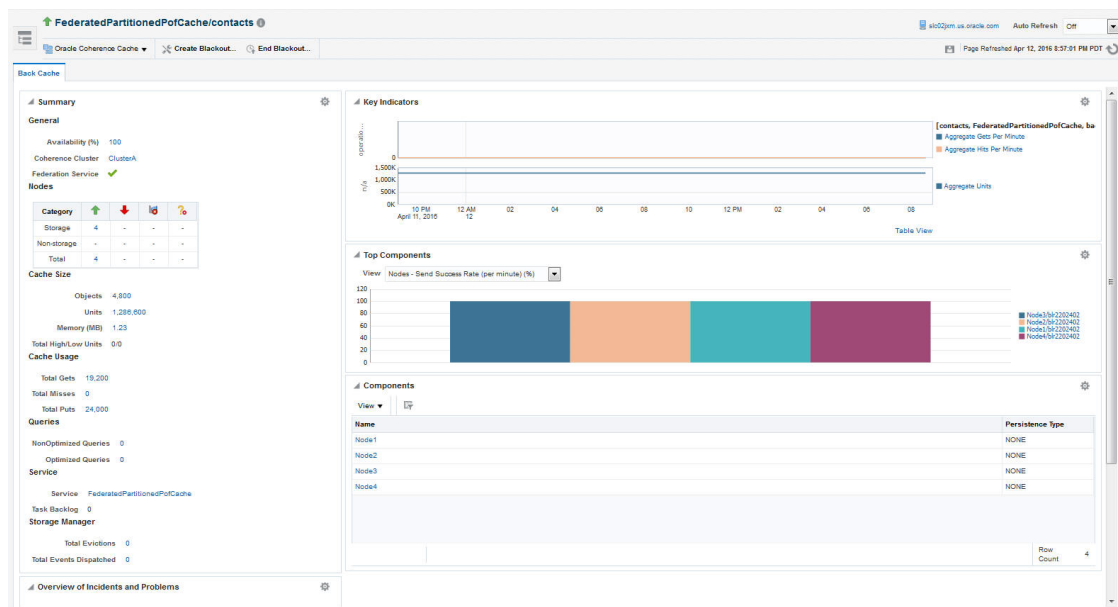 FederatedPartitionedPofCache/contacts
slc02jxm.us.oracle.com Auto Refresh Off
Oracle Coherence Cache Create Blackout... End Blackout...
Page Refreshed Apr 12, 2016 8:57:01 PM PDT
Back Cache
Summary
General
Availability (%) 100
Coherence Cluster ClusterA
Federation Service
Nodes
Category
Storage 4 - - -
Non-storage - - - -
Total 4 - - -
Cache Size
Objects 4,800
Units 1,286,600
Memory (MB) 1.23
Total High/Low Units 0/0
Cache Usage
Total Gets 19,200
Total Misses 0
Total Puts 24,000
Queries
NonOptimized Queries 0
Optimized Queries 0
Service
Service FederatedPartitionedPofCache
Task Backlog 0
Storage Manager
Total Evictions 0
Total Events Dispatched 0
Overview of Incidents and Problems
Key Indicators
operatio...
0
[contacts, FederatedPartitionedPofCache, ba
Aggregate Gets Per Minute
Aggregate Hits Per Minute
n/a
1,500K
1,000K
500K
0K
Aggregate Units
10 PM 12 AM 02 04 06 08 10 12 PM 02 04 06 08
April 11, 2016 12
Table View
Top Components
View Nodes - Send Success Rate (per minute) (%)
120
100
80
60
40
20
0
Node3/blr2202402
Node2/blr2202402
Node1/blr2202402
Node4/blr2202402
Components
View
Name Persistence Type
Node1 NONE
Node2 NONE
Node3 NONE
Node4 NONE
Row Count 4